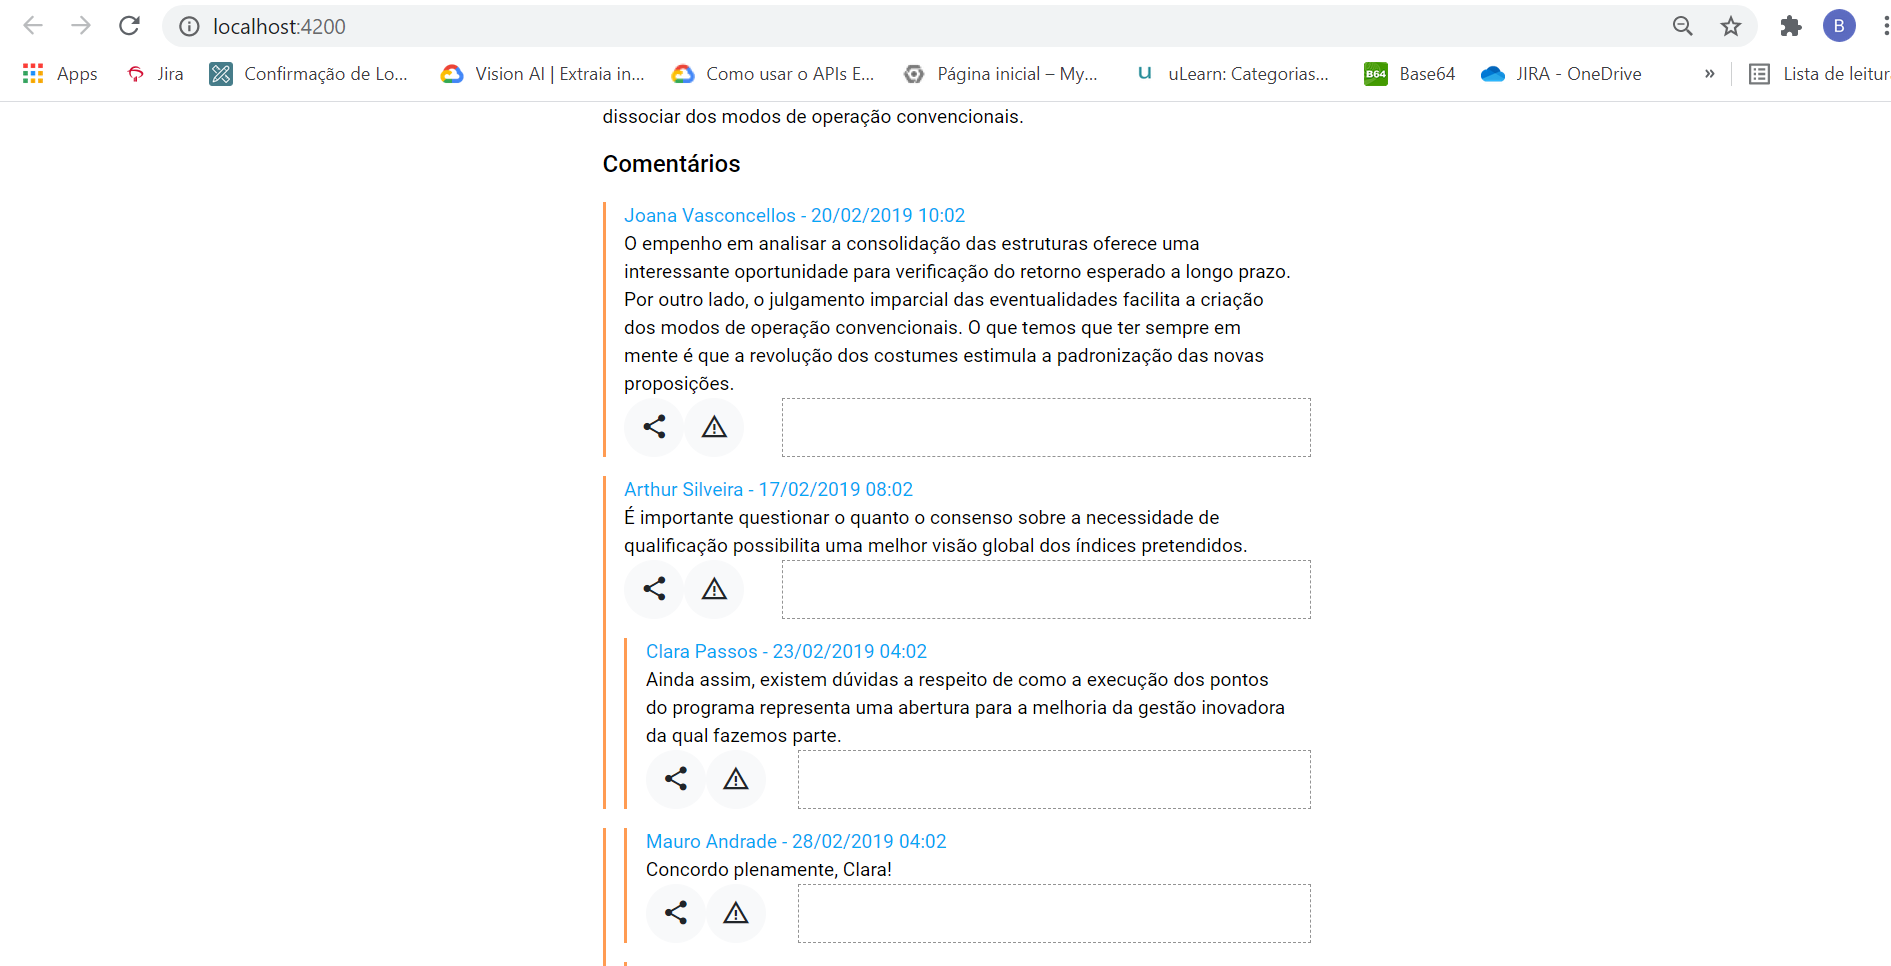 localhost:4200
B
Apps
Jira
Confirmação de Lo...
Vision AI | Extraia in...
Como usar o APIs E...
Página inicial – My...
u
uLearn: Categorias...
B64
Base64
JIRA - OneDrive
»
Lista de leitur
dissociar dos modos de operação convencionais.
Comentários
Joana Vasconcellos - 20/02/2019 10:02
O empenho em analisar a consolidação das estruturas oferece uma
interessante oportunidade para verificação do retorno esperado a longo prazo.
Por outro lado, o julgamento imparcial das eventualidades facilita a criação
dos modos de operação convencionais. O que temos que ter sempre em
mente é que a revolução dos costumes estimula a padronização das novas
proposições.
Arthur Silveira - 17/02/2019 08:02
É importante questionar o quanto o consenso sobre a necessidade de
qualificação possibilita uma melhor visão global dos índices pretendidos.
Clara Passos - 23/02/2019 04:02
Ainda assim, existem dúvidas a respeito de como a execução dos pontos
do programa representa uma abertura para a melhoria da gestão inovadora
da qual fazemos parte.
Mauro Andrade - 28/02/2019 04:02
Concordo plenamente, Clara!